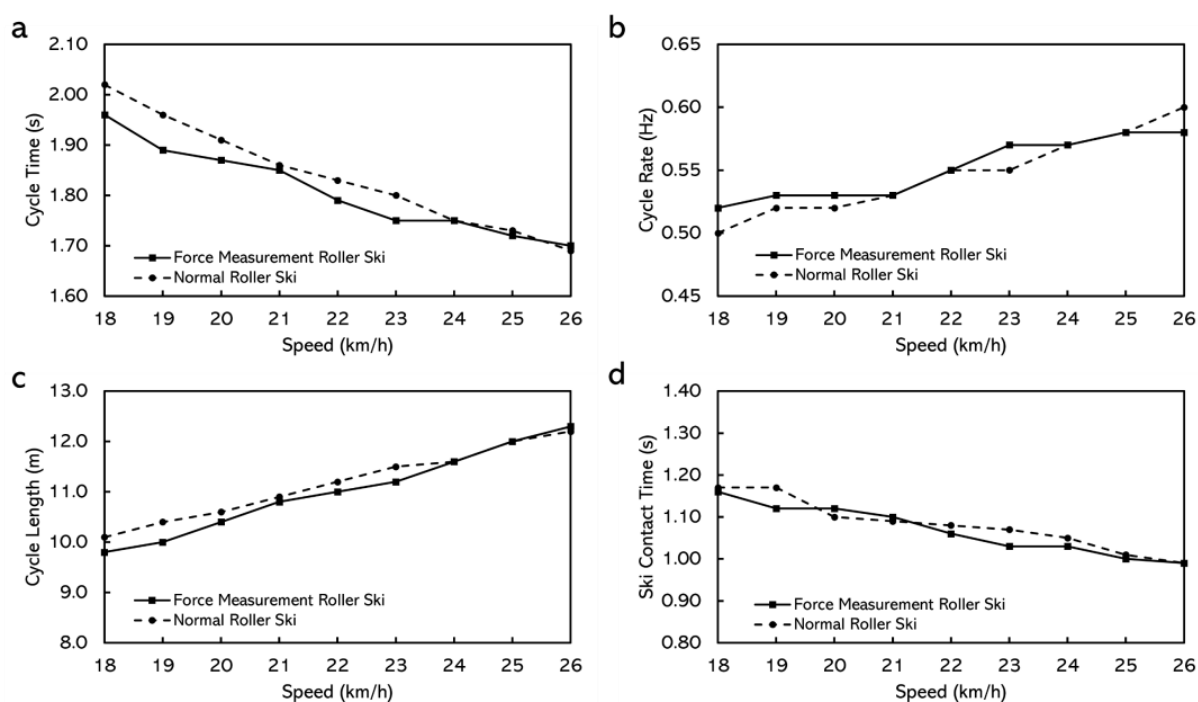 a
Cycle Time (s)
2.10
2.00
1.90
1.80
1.70
1.60
Force Measurement Roller Ski
Normal Roller Ski
18 19 20 21 22 23 24 25 26
Speed (km/h)
b
Cycle Rate (Hz)
0.65
0.60
0.55
0.50
0.45
Force Measurement Roller Ski
Normal Roller Ski
18 19 20 21 22 23 24 25 26
Speed (km/h)
c
Cycle Length (m)
13.0
12.0
11.0
10.0
9.0
8.0
Force Measurement Roller Ski
Normal Roller Ski
18 19 20 21 22 23 24 25 26
Speed (km/h)
d
Ski Contact Time (s)
1.40
1.30
1.20
1.10
1.00
0.90
0.80
Force Measurement Roller Ski
Normal Roller Ski
18 19 20 21 22 23 24 25 26
Speed (km/h)